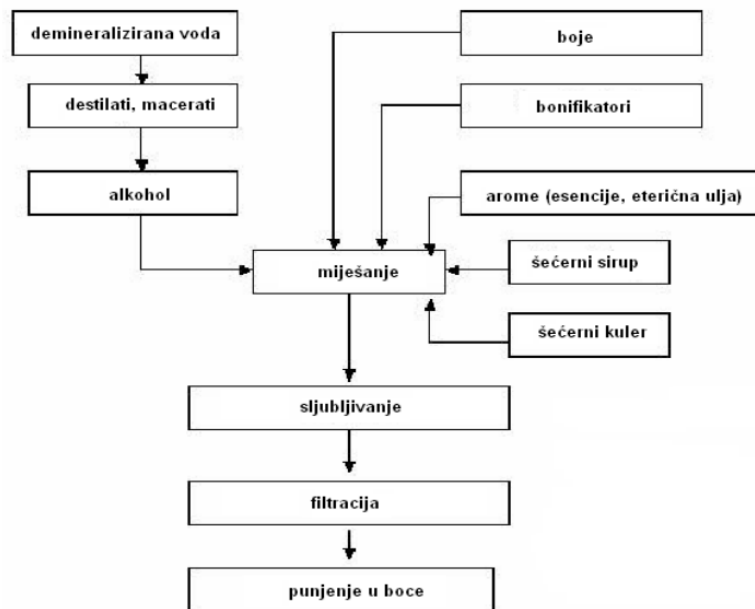 demineralizirana voda
destilati, macerati
alkohol
boje
bonifikatori
arome (esencije, eterična ulja)
šećerni sirup
šećerni kuler
miješanje
sljubljivanje
filtracija
punjenje u boce